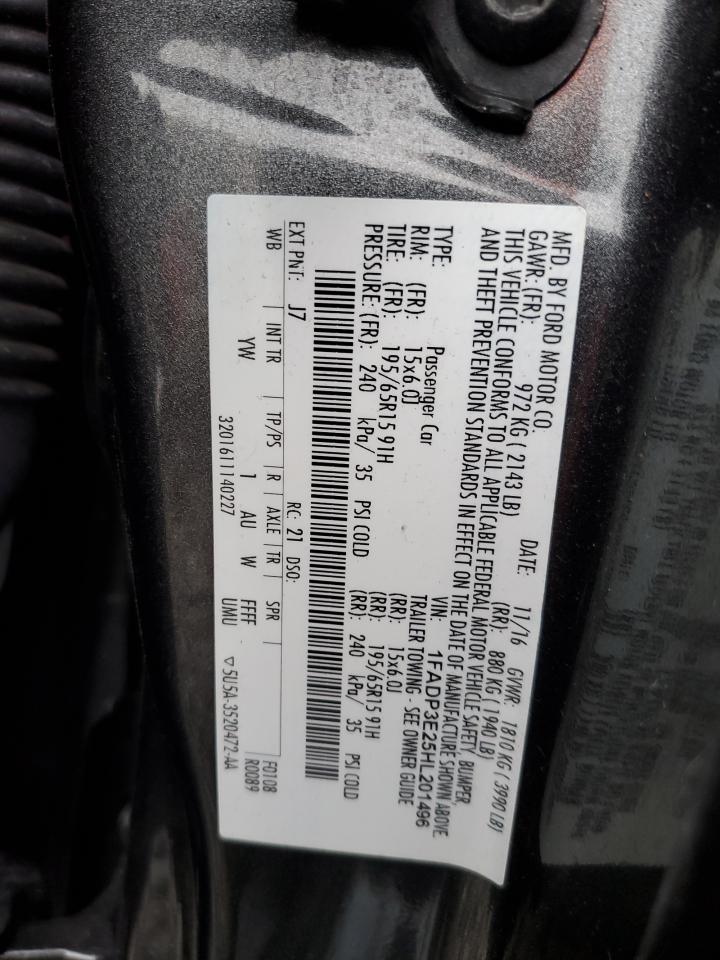 MFD. BY FORD MOTOR CO.
DATE: 11/16 GVWR: 1810 KG ( 3990 LB)
GAWR: (FR): 972 KG ( 2143 LB) (RR): 880 KG ( 1940 LB)
THIS VEHICLE CONFORMS TO ALL APPLICABLE FEDERAL MOTOR VEHICLE SAFETY, BUMPER,
AND THEFT PREVENTION STANDARDS IN EFFECT ON THE DATE OF MANUFACTURE SHOWN ABOVE.
VIN: 1FADP3E25HL201496
TYPE: Passenger Car TRAILER TOWING - SEE OWNER GUIDE
RIM: (FR): 15x6.0J (RR): 15x6.0J
TIRE: (FR): 195/65R15 91H (RR): 195/65R15 91H
PRESSURE: (FR): 240 kPa/ 35 PSI COLD (RR): 240 kPa/ 35 PSI COLD
EXT PNT: J7 RC: 21 DSO:
WB INT TR TP/PS R AXLE TR SPR F0108
YW 1 AU W FFFF R0089
3201611140227 UMU 5U5A-3520472-AA